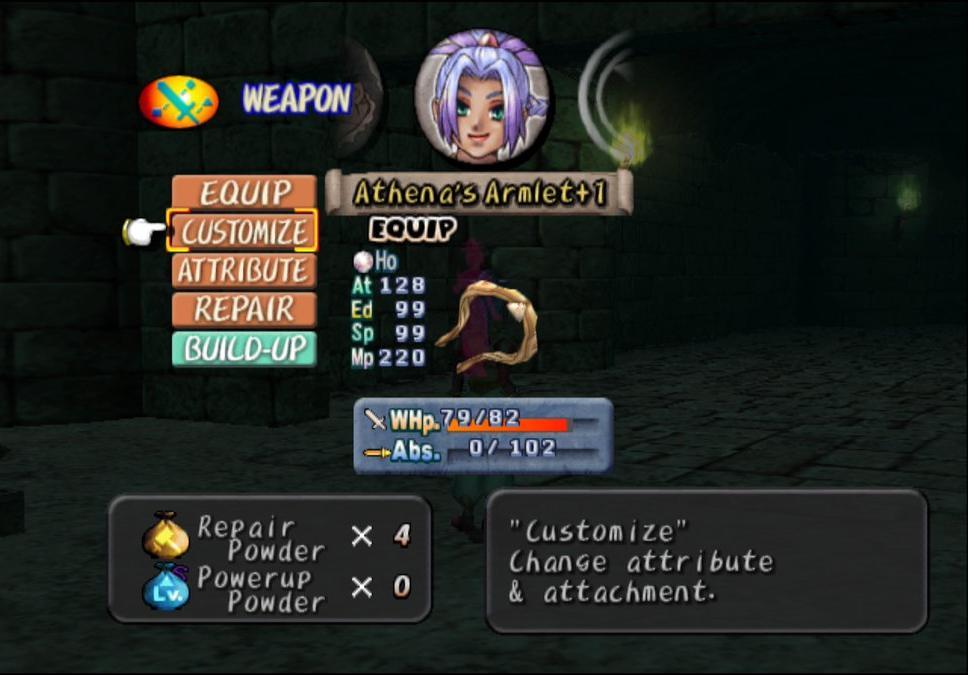 WEAPON
EQUIP
CUSTOMIZE
ATTRIBUTE
REPAIR
BUILD-UP
Athena's Armlet+1
EQUIP
Ho
At 128
Ed 99
Sp 99
Mp 220
WHp. 79/82
Abs. 0/102
Repair
Powder × 4
Lv.
Powerup
Powder × 0
"Customize"
Change attribute
& attachment.